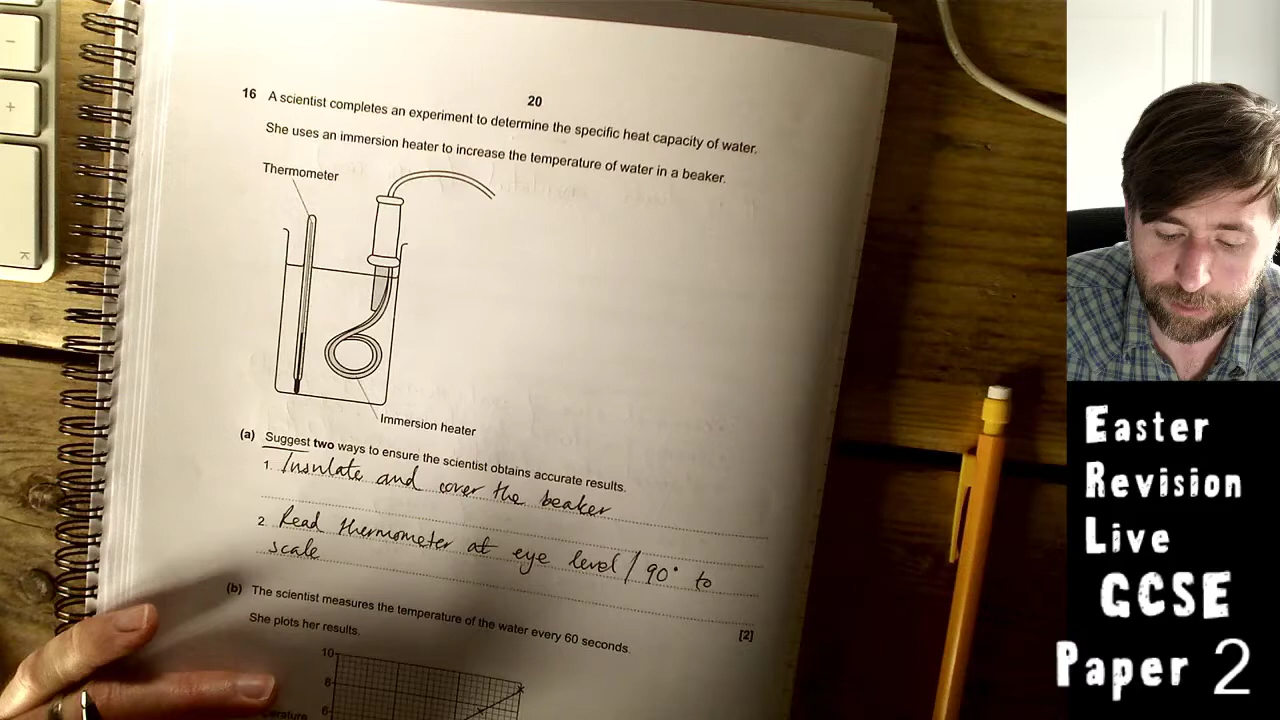 20
16 A scientist completes an experiment to determine the specific heat capacity of water.
She uses an immersion heater to increase the temperature of water in a beaker.
Thermometer
Immersion heater
(a) Suggest two ways to ensure the scientist obtains accurate results.
1. Insulate and cover the beaker
2. Read thermometer at eye level / 90° to
scale
[2]
(b) The scientist measures the temperature of the water every 60 seconds.
She plots her results.
10
8
6
Easter
Revision
Live
GCSE
Paper 2